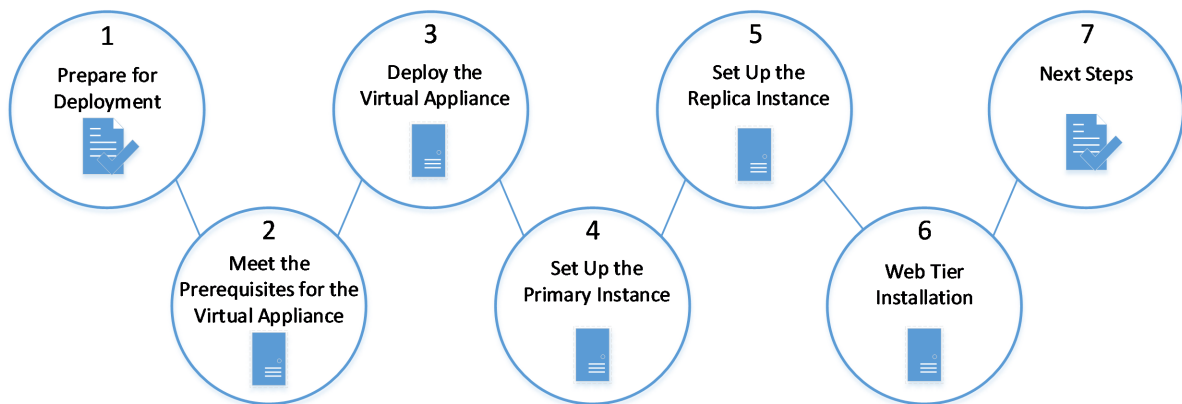 1
Prepare for
Deployment
2
Meet the
Prerequisites for the
Virtual Appliance
3
Deploy the
Virtual Appliance
4
Set Up the
Primary Instance
5
Set Up the
Replica Instance
6
Web Tier
Installation
7
Next Steps